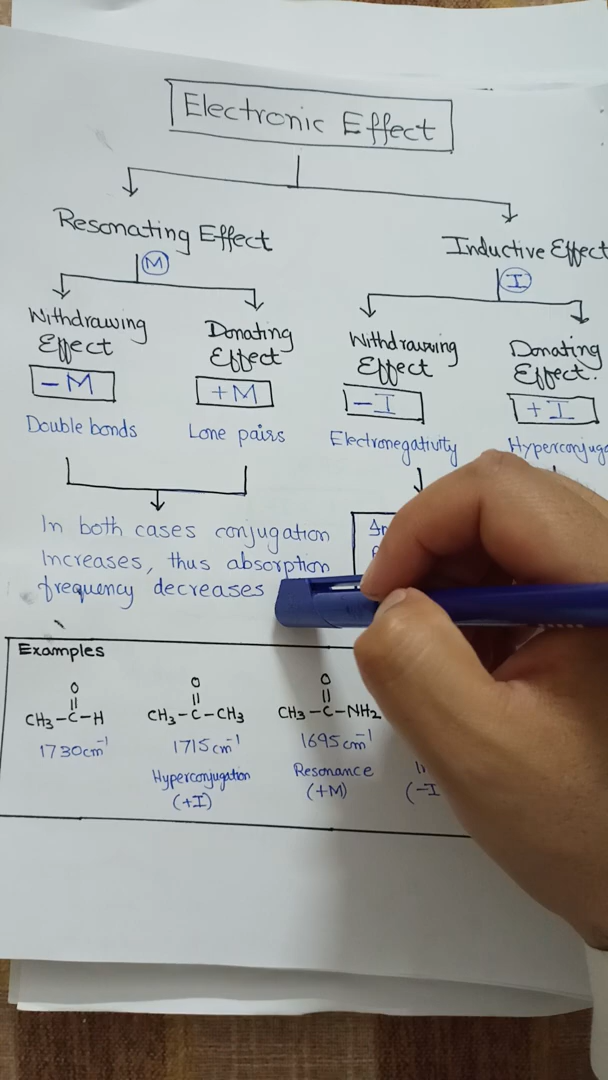 Electronic Effect
Resonating Effect
M
Inductive Effect
I
Withdrawing
Effect
-M
Double bonds
Donating
Effect
+M
Lone pairs
Withdrawing
Effect
-I
Electronegativity
Donating
Effect.
+I
In both cases conjugation
Increases, thus absorption
frequency decreases
Examples
O
CH3-C-H
1730cm-1
O
CH3-C-CH3
1715cm-1
Hyperconjugation
(+I)
O
CH3-C-NH2
1695cm-1
Resonance
(+M)
(-I